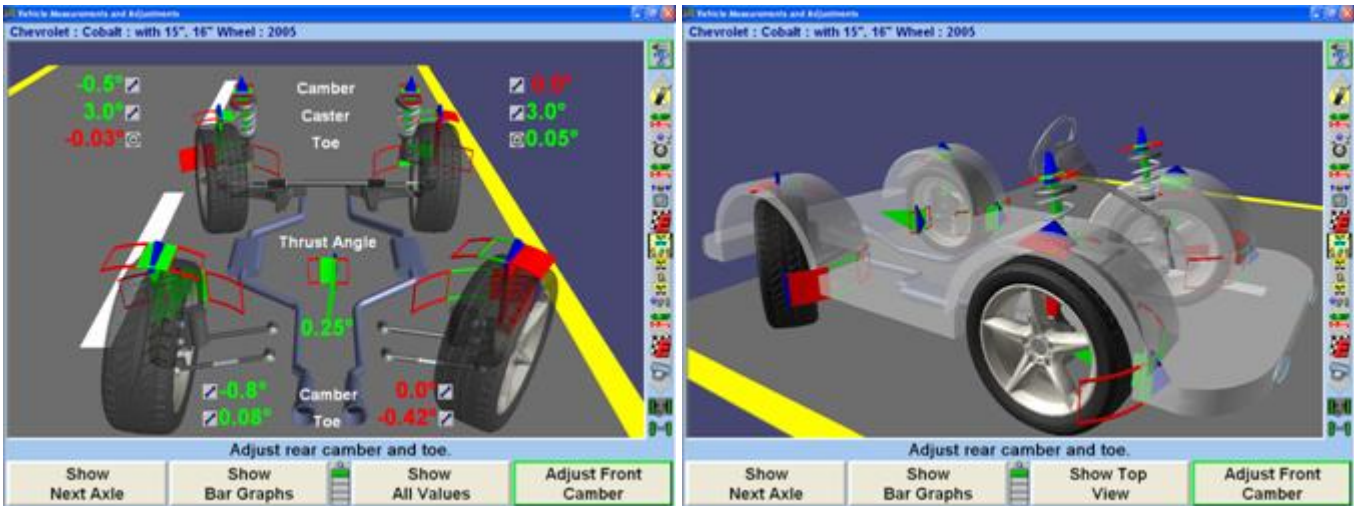 Vehicle Measurements and Adjustments
Chevrolet : Cobalt : with 15", 16" Wheel : 2005
-0.5° Camber 0.0°
3.0° Caster 3.0°
-0.03° Toe 0.05°
Thrust Angle
0.25°
-0.8° Camber 0.0°
0.08° Toe -0.42°
Adjust rear camber and toe.
Show Next Axle
Show Bar Graphs
Show All Values
Adjust Front Camber
Vehicle Measurements and Adjustments
Chevrolet : Cobalt : with 15", 16" Wheel : 2005
Adjust rear camber and toe.
Show Next Axle
Show Bar Graphs
Show Top View
Adjust Front Camber